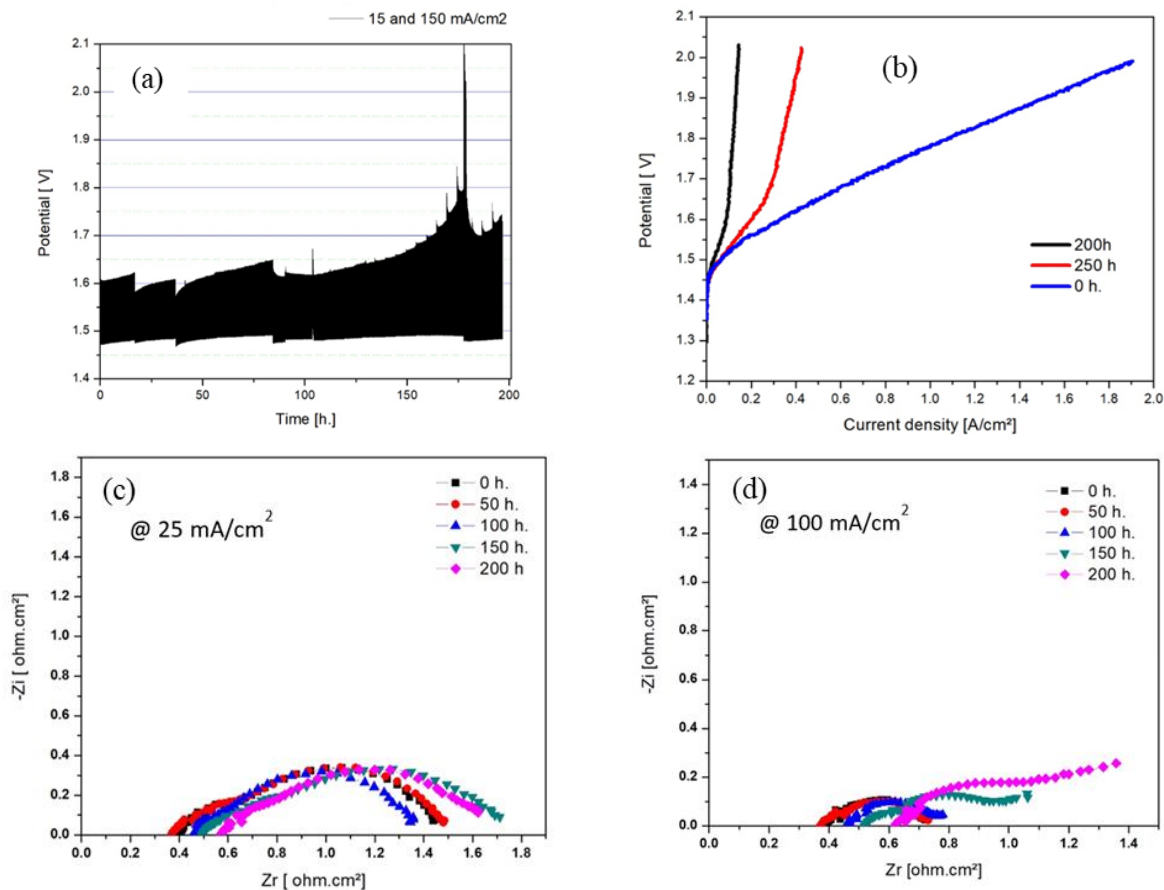 15 and 150 mA/cm2
(a)
Potential [ V]
2.1
2.0
1.9
1.8
1.7
1.6
1.5
1.4
0 50 100 150 200
Time [h.]
(b)
Potential [ V]
2.1
2.0
1.9
1.8
1.7
1.6
1.5
1.4
1.3
1.2
200h
250 h
0 h.
0.0 0.2 0.4 0.6 0.8 1.0 1.2 1.4 1.6 1.8 2.0
Current density [A/cm²]
(c)
@ 25 mA/cm²
0 h.
50 h.
100 h.
150 h.
200 h
-Zi [ ohm.cm²]
1.8
1.6
1.4
1.2
1.0
0.8
0.6
0.4
0.2
0.0
0.0 0.2 0.4 0.6 0.8 1.0 1.2 1.4 1.6 1.8
Zr [ ohm.cm²]
(d)
@ 100 mA/cm²
0 h.
50 h.
100 h.
150 h.
200 h.
-Zi [ohm.cm²]
1.4
1.2
1.0
0.8
0.6
0.4
0.2
0.0
0.0 0.2 0.4 0.6 0.8 1.0 1.2 1.4
Zr [ ohm.cm²]